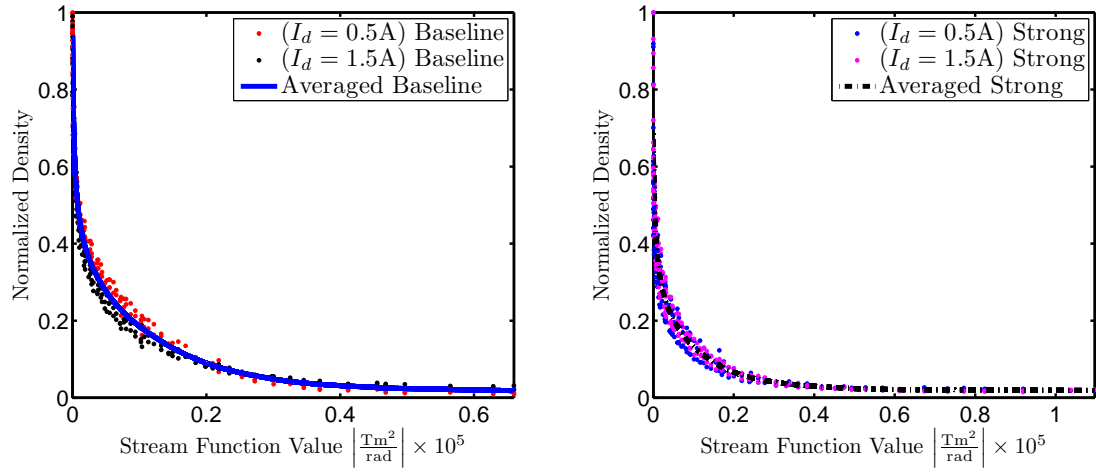 1
0.8
0.6
0.4
0.2
0
Normalized Density
(I_d = 0.5A) Baseline
(I_d = 1.5A) Baseline
Averaged Baseline
0 0.2 0.4 0.6
Stream Function Value |Tm²/rad| × 10⁵
1
0.8
0.6
0.4
0.2
0
Normalized Density
(I_d = 0.5A) Strong
(I_d = 1.5A) Strong
Averaged Strong
0 0.2 0.4 0.6 0.8 1
Stream Function Value |Tm²/rad| × 10⁵